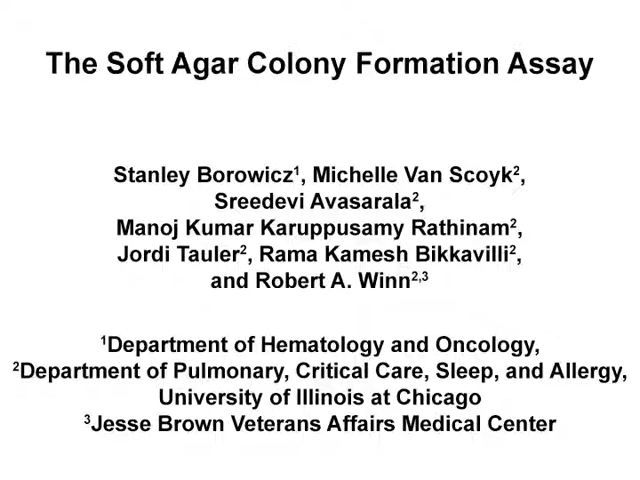 The Soft Agar Colony Formation Assay
Stanley Borowicz¹, Michelle Van Scoyk²,
Sreedevi Avasarala²,
Manoj Kumar Karuppusamy Rathinam²,
Jordi Tauler², Rama Kamesh Bikkavilli²,
and Robert A. Winn²,³
¹Department of Hematology and Oncology,
²Department of Pulmonary, Critical Care, Sleep, and Allergy,
University of Illinois at Chicago
³Jesse Brown Veterans Affairs Medical Center